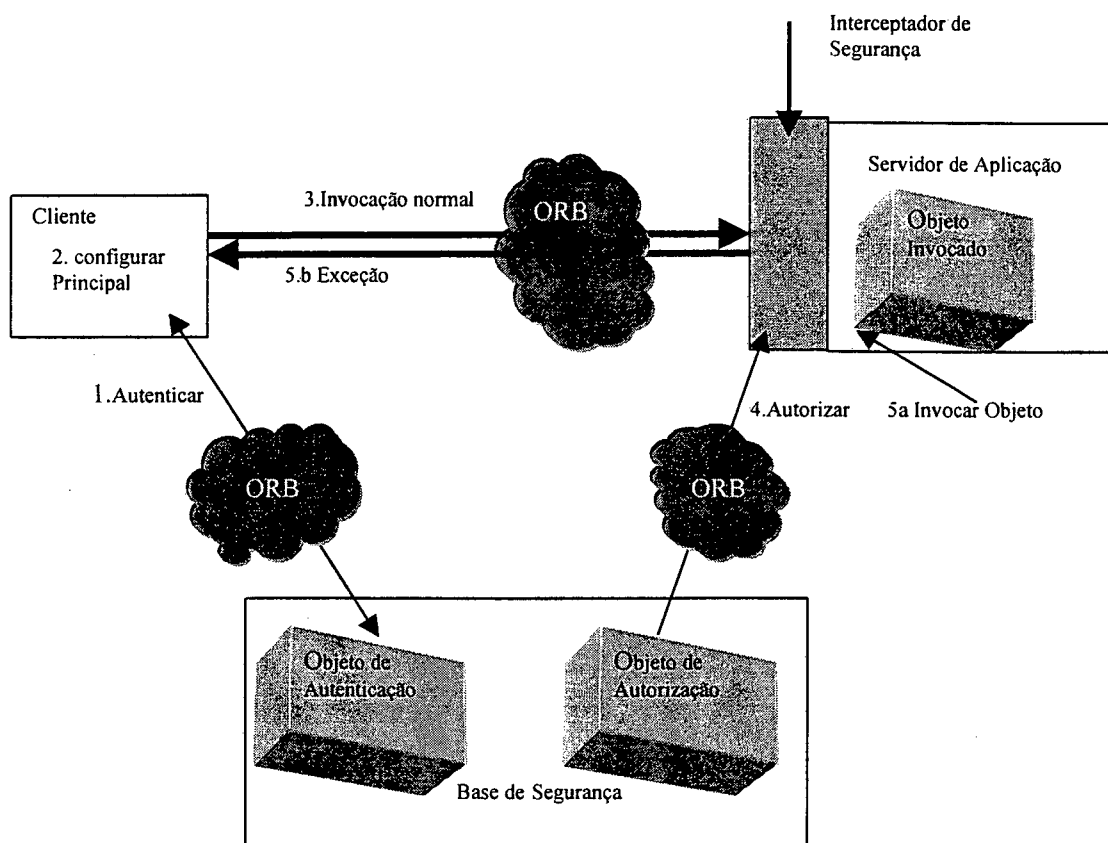 Interceptador de
Segurança
Servidor de Aplicação
Objeto
Invocado
3.Invocação normal
ORB
Cliente
2. configurar
Principal
5.b Exceção
1.Autenticar
4.Autorizar
5a Invocar Objeto
ORB
ORB
Objeto de
Autenticação
Objeto de
Autorização
Base de Segurança